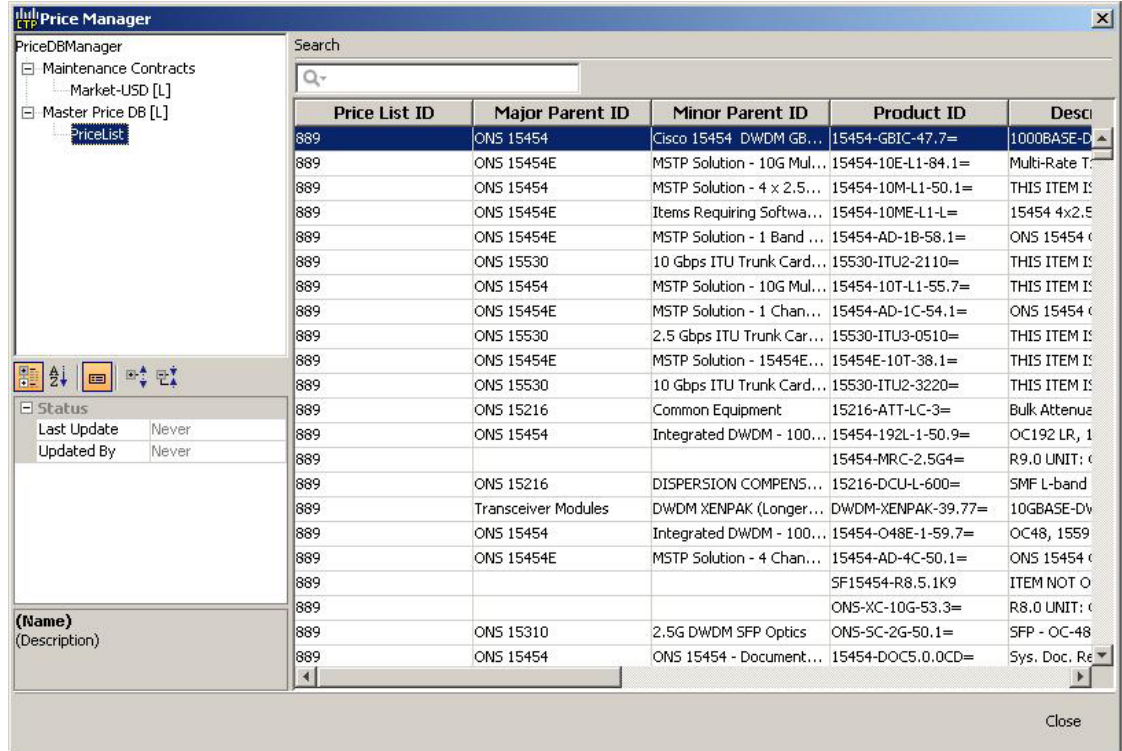 CTP Price Manager
PriceDBManager
Maintenance Contracts
Market-USD [L]
Master Price DB [L]
PriceList
Status
Last Update Never
Updated By Never
(Name)
(Description)
Search
Price List ID Major Parent ID Minor Parent ID Product ID Descr
889 ONS 15454 Cisco 15454 DWDM GB... 15454-GBIC-47.7= 1000BASE-D
889 ONS 15454E MSTP Solution - 10G Mul... 15454-10E-L1-84.1= Multi-Rate T
889 ONS 15454 MSTP Solution - 4 x 2.5... 15454-10M-L1-50.1= THIS ITEM IS
889 ONS 15454E Items Requiring Softwa... 15454-10ME-L1-L= 15454 4x2.5
889 ONS 15454E MSTP Solution - 1 Band ... 15454-AD-1B-58.1= ONS 15454
889 ONS 15530 10 Gbps ITU Trunk Card... 15530-ITU2-2110= THIS ITEM IS
889 ONS 15454 MSTP Solution - 10G Mul... 15454-10T-L1-55.7= THIS ITEM IS
889 ONS 15454E MSTP Solution - 1 Chan... 15454-AD-1C-54.1= ONS 15454
889 ONS 15530 2.5 Gbps ITU Trunk Car... 15530-ITU3-0510= THIS ITEM IS
889 ONS 15454E MSTP Solution - 15454E... 15454E-10T-38.1= THIS ITEM IS
889 ONS 15530 10 Gbps ITU Trunk Card... 15530-ITU2-3220= THIS ITEM IS
889 ONS 15216 Common Equipment 15216-ATT-LC-3= Bulk Attenua
889 ONS 15454 Integrated DWDM - 100... 15454-192L-1-50.9= OC192 LR, 1
889 15454-MRC-2.5G4= R9.0 UNIT:
889 ONS 15216 DISPERSION COMPENS... 15216-DCU-L-600= SMF L-band
889 Transceiver Modules DWDM XENPAK (Longer... DWDM-XENPAK-39.77= 10GBASE-DW
889 ONS 15454 Integrated DWDM - 100... 15454-O48E-1-59.7= OC48, 1559
889 ONS 15454E MSTP Solution - 4 Chan... 15454-AD-4C-50.1= ONS 15454
889 SF15454-R8.5.1K9 ITEM NOT O
889 ONS-XC-10G-53.3= R8.0 UNIT:
889 ONS 15310 2.5G DWDM SFP Optics ONS-SC-2G-50.1= SFP - OC-48
889 ONS 15454 ONS 15454 - Document... 15454-DOC5.0.0CD= Sys. Doc. Re
Close